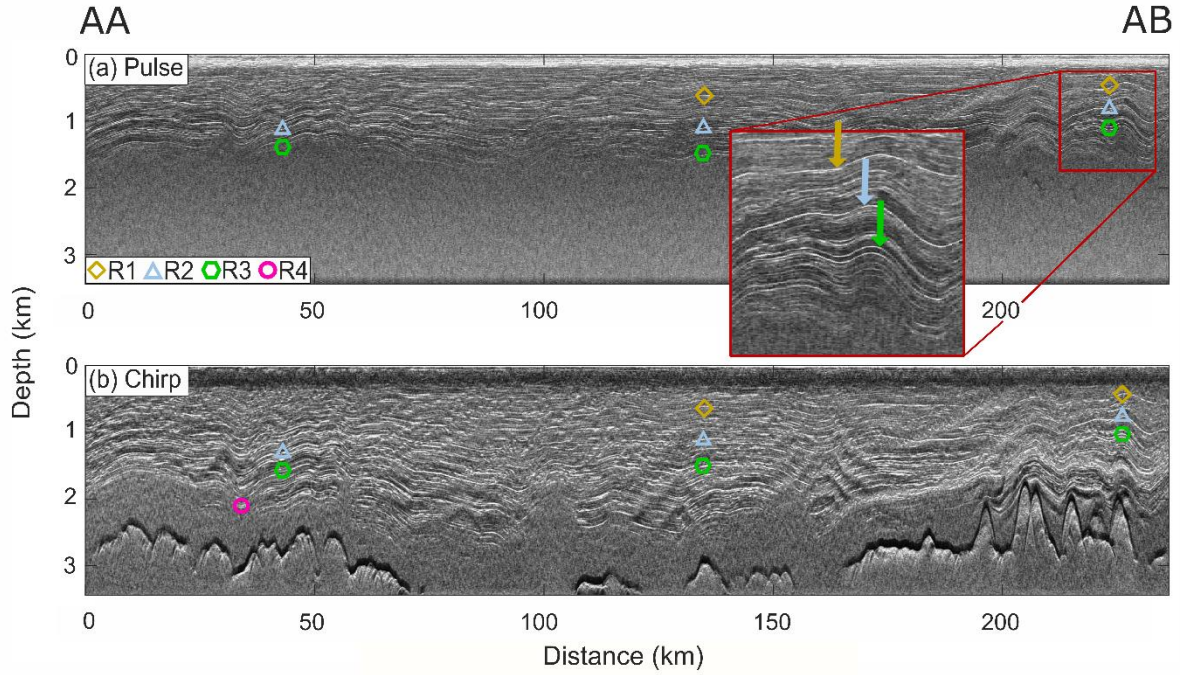 AA AB
0
(a) Pulse
1
2
3
R1 R2 R3 R4
0 50 100 200
Depth (km)
0
(b) Chirp
1
2
3
0 50 100 150 200
Distance (km)